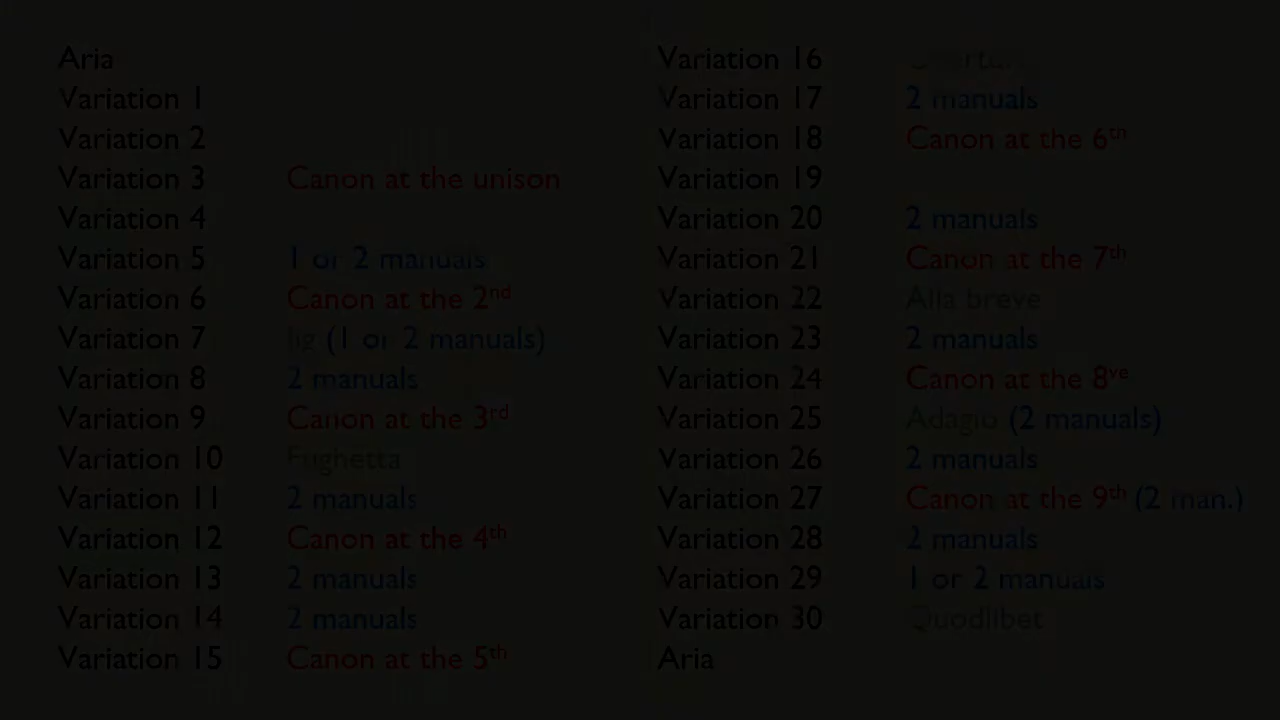 Aria
Variation 1
Variation 2
Variation 3 Canon at the unison
Variation 4
Variation 5 1 or 2 manuals
Variation 6 Canon at the 2nd
Variation 7 Jig (1 or 2 manuals)
Variation 8 2 manuals
Variation 9 Canon at the 3rd
Variation 10 Fughetta
Variation 11 2 manuals
Variation 12 Canon at the 4th
Variation 13 2 manuals
Variation 14 2 manuals
Variation 15 Canon at the 5th
Variation 16
Variation 17 2 manuals
Variation 18 Canon at the 6th
Variation 19
Variation 20 2 manuals
Variation 21 Canon at the 7th
Variation 22 Alla breve
Variation 23 2 manuals
Variation 24 Canon at the 8ve
Variation 25 Adagio (2 manuals)
Variation 26 2 manuals
Variation 27 Canon at the 9th (2 man.)
Variation 28 2 manuals
Variation 29 1 or 2 manuals
Variation 30 Quodlibet
Aria